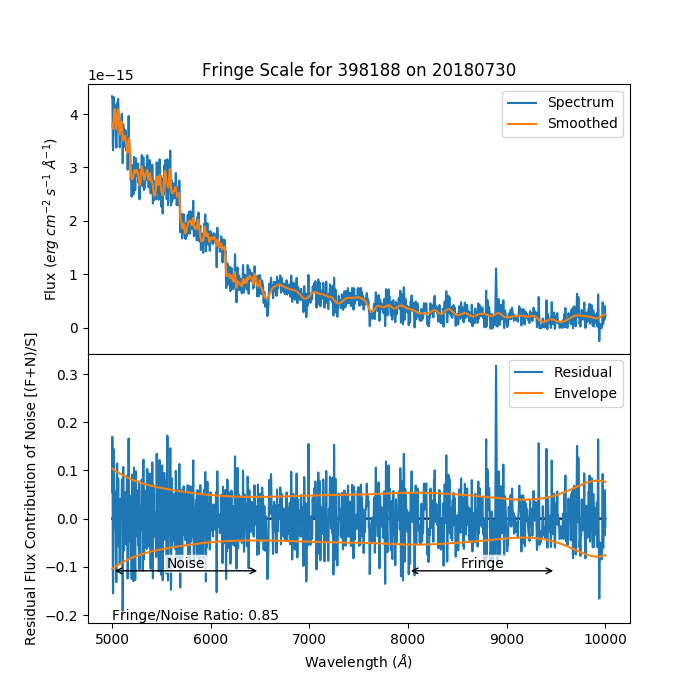 Fringe Scale for 398188 on 20180730
1e−15
Spectrum
Smoothed
4
3
2
1
0
Flux (erg cm⁻² s⁻¹ Å⁻¹)
Residual
Envelope
0.3
0.2
0.1
0.0
−0.1
−0.2
Residual Flux Contribution of Noise [(F+N)/S]
Noise
Fringe
Fringe/Noise Ratio: 0.85
5000 6000 7000 8000 9000 10000
Wavelength (Å)